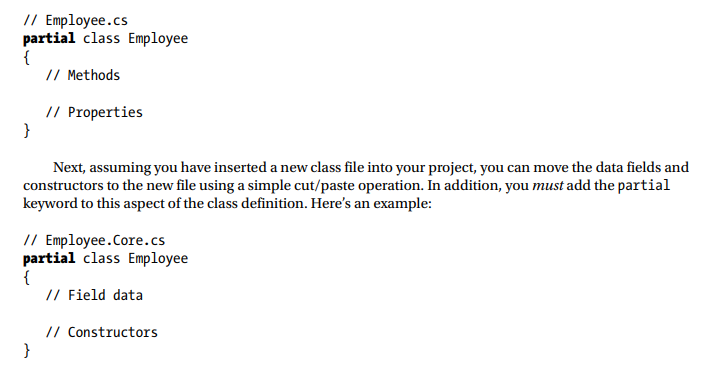 // Employee.cs
partial class Employee
{
// Methods
// Properties
}
Next, assuming you have inserted a new class file into your project, you can move the data fields and
constructors to the new file using a simple cut/paste operation. In addition, you must add the partial
keyword to this aspect of the class definition. Here’s an example:
// Employee.Core.cs
partial class Employee
{
// Field data
// Constructors
}